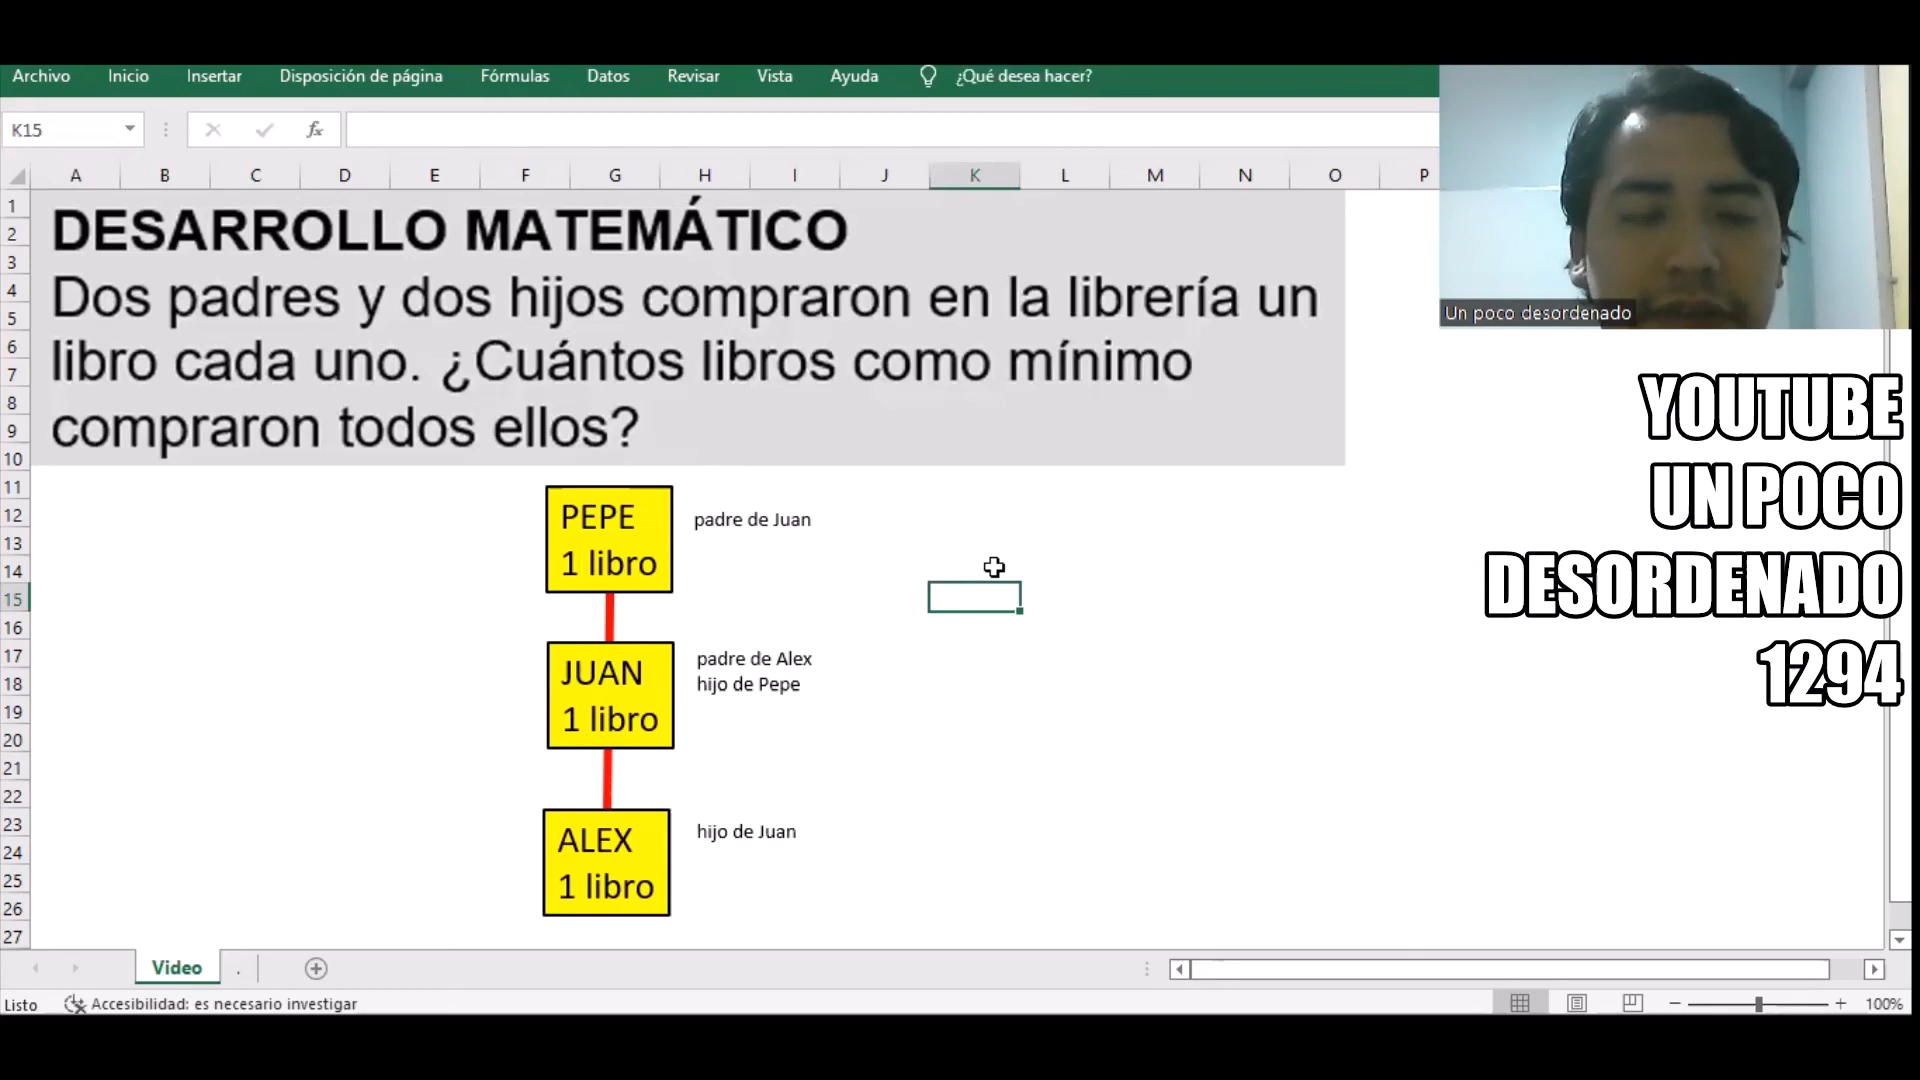 Archivo Inicio Insertar Disposición de página Fórmulas Datos Revisar Vista Ayuda ¿Qué desea hacer?
K15 fx
A B C D E F G H I J K L M N O P
1
2
3
4
5
6
7
8
9
10
11
12
13
14
15
16
17
18
19
20
21
22
23
24
25
26
27
DESARROLLO MATEMÁTICO
Dos padres y dos hijos compraron en la librería un
libro cada uno. ¿Cuántos libros como mínimo
compraron todos ellos?
PEPE
1 libro
padre de Juan
JUAN
1 libro
padre de Alex
hijo de Pepe
ALEX
1 libro
hijo de Juan
Un poco desordenado
YOUTUBE
UN POCO
DESORDENADO
1294
Video .
Listo Accesibilidad: es necesario investigar 100%